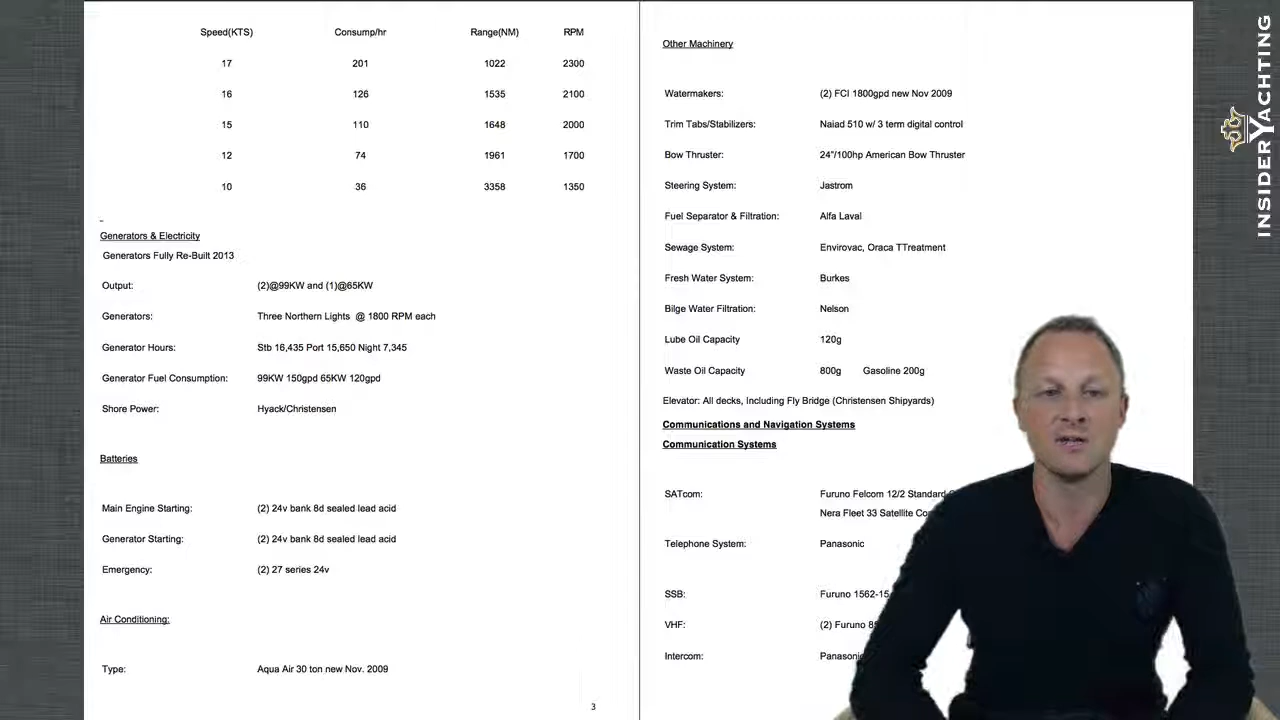 Speed(KTS) Consump/hr Range(NM) RPM
17 201 1022 2300
16 126 1535 2100
15 110 1648 2000
12 74 1961 1700
10 36 3358 1350
Generators & Electricity
Generators Fully Re-Built 2013
Output: (2)@99KW and (1)@65KW
Generators: Three Northern Lights @ 1800 RPM each
Generator Hours: Stb 16,435 Port 15,650 Night 7,345
Generator Fuel Consumption: 99KW 150gpd 65KW 120gpd
Shore Power: Hyack/Christensen
Batteries
Main Engine Starting: (2) 24v bank 8d sealed lead acid
Generator Starting: (2) 24v bank 8d sealed lead acid
Emergency: (2) 27 series 24v
Air Conditioning:
Type: Aqua Air 30 ton new Nov. 2009
3
Other Machinery
Watermakers: (2) FCI 1800gpd new Nov 2009
Trim Tabs/Stabilizers: Naiad 510 w/ 3 term digital control
Bow Thruster: 24"/100hp American Bow Thruster
Steering System: Jastrom
Fuel Separator & Filtration: Alfa Laval
Sewage System: Envirovac, Oraca TTreatment
Fresh Water System: Burkes
Bilge Water Filtration: Nelson
Lube Oil Capacity 120g
Waste Oil Capacity 800g Gasoline 200g
Elevator: All decks, Including Fly Bridge (Christensen Shipyards)
Communications and Navigation Systems
Communication Systems
SATcom: Furuno Felcom 12/2 Standard
Nera Fleet 33 Satellite
Telephone System: Panasonic
SSB: Furuno 1562-15
VHF: (2) Furuno
Intercom: Panasonic
INSIDER YACHTING